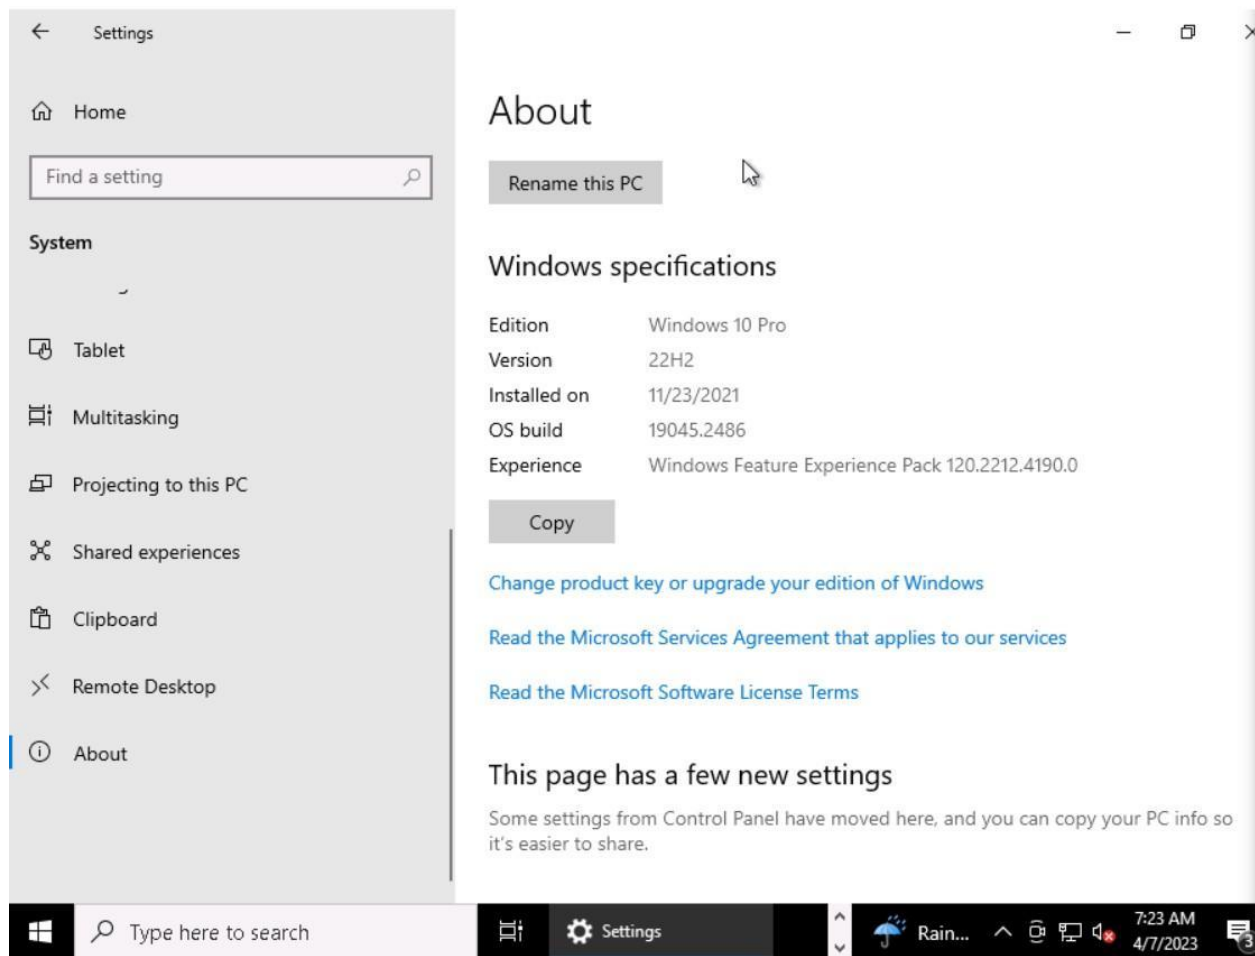 Settings
Home
Find a setting
System
Tablet
Multitasking
Projecting to this PC
Shared experiences
Clipboard
Remote Desktop
About
About
Rename this PC
Windows specifications
Edition Windows 10 Pro
Version 22H2
Installed on 11/23/2021
OS build 19045.2486
Experience Windows Feature Experience Pack 120.2212.4190.0
Copy
Change product key or upgrade your edition of Windows
Read the Microsoft Services Agreement that applies to our services
Read the Microsoft Software License Terms
This page has a few new settings
Some settings from Control Panel have moved here, and you can copy your PC info so
it's easier to share.
Type here to search
Settings
Rain...
7:23 AM
4/7/2023
3